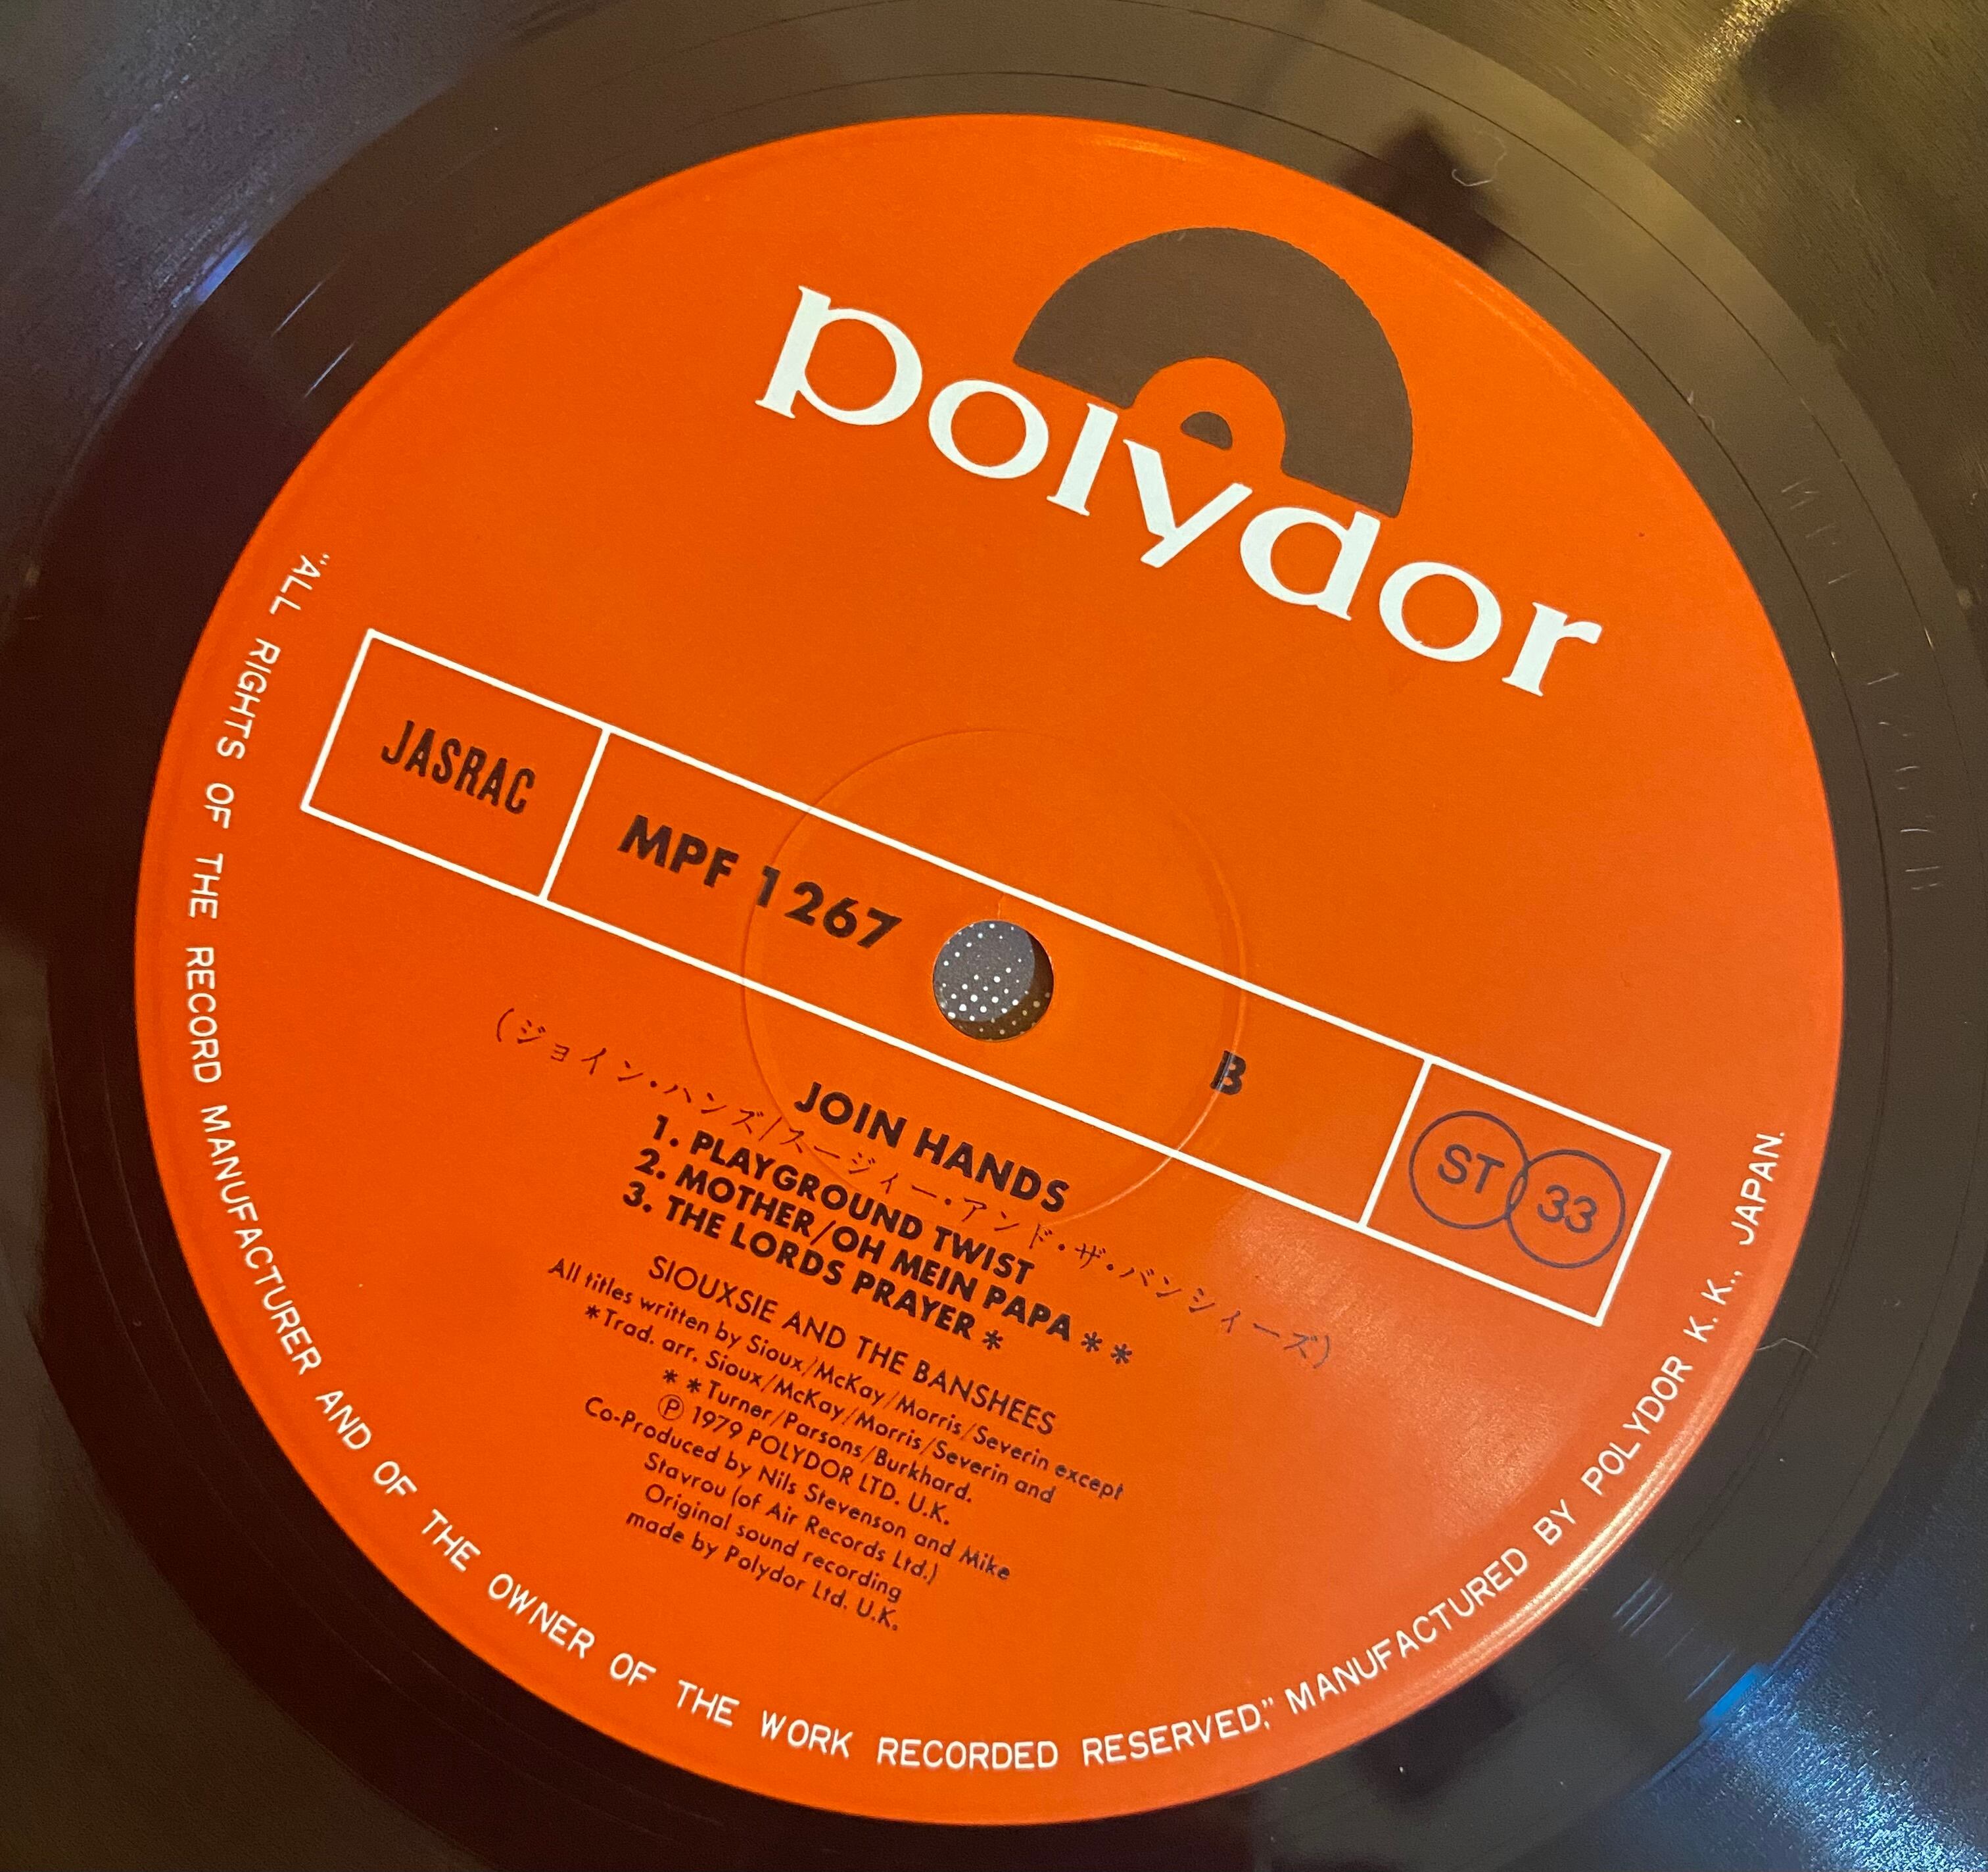 polydor
JASRAC
MPF 1267
B
ST 33
JOIN HANDS
(ジョイン・ハンズ/スージィー・アンド・ザ・バンシィーズ)
1. PLAYGROUND TWIST
2. MOTHER/OH MEIN PAPA **
3. THE LORDS PRAYER *
SIOUXSIE AND THE BANSHEES
All titles written by Sioux/McKay/Morris/Severin except
*Trad. arr. Sioux/McKay/Morris/Severin and
**Turner/Parsons/Burkhard.
Ⓟ 1979 POLYDOR LTD. U.K.
Co-Produced by Nils Stevenson and Mike
Stavrou (of Air Records Ltd.)
Original sound recording
made by Polydor Ltd. U.K.
"ALL RIGHTS OF THE RECORD MANUFACTURER AND OF THE OWNER OF THE WORK RECORDED RESERVED," MANUFACTURED BY POLYDOR K.K., JAPAN.